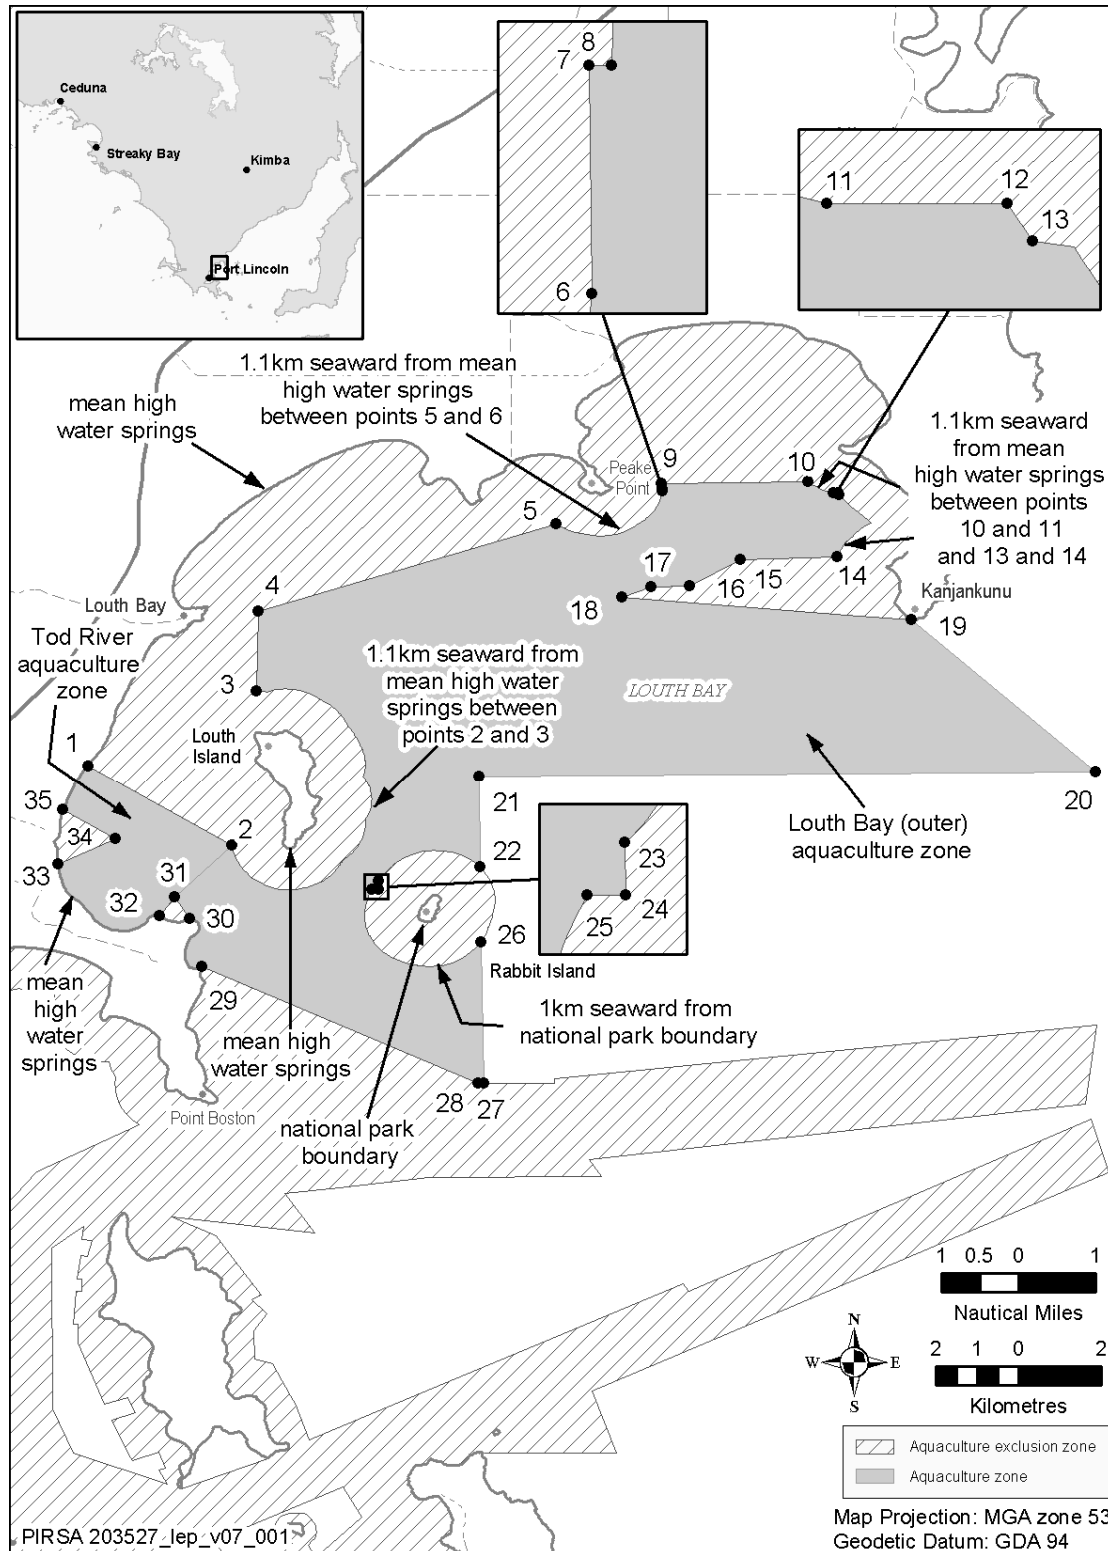 Ceduna
Streaky Bay
Kimba
Port Lincoln
8
7
6
11
12
13
1.1km seaward from mean
high water springs
between points 5 and 6
mean high
water springs
1.1km seaward
from mean
high water springs
between points
10 and 11
and 13 and 14
Peake
Point
9
10
5
4
17
18
16
15
14
Kanjankunu
19
Louth Bay
Tod River
aquaculture
zone
1.1km seaward from
mean high water
springs between
points 2 and 3
LOUTH BAY
3
Louth
Island
1
2
35
34
33
31
32
30
29
21
22
20
Louth Bay (outer)
aquaculture zone
23
24
25
26
Rabbit Island
1km seaward from
national park boundary
mean
high
water
springs
mean high
water springs
Point Boston
national park
boundary
28
27
1 0.5 0 1
Nautical Miles
N
W E
S
2 1 0 2
Kilometres
Aquaculture exclusion zone
Aquaculture zone
Map Projection: MGA zone 53
Geodetic Datum: GDA 94
PIRSA 203527_lep_v07_001